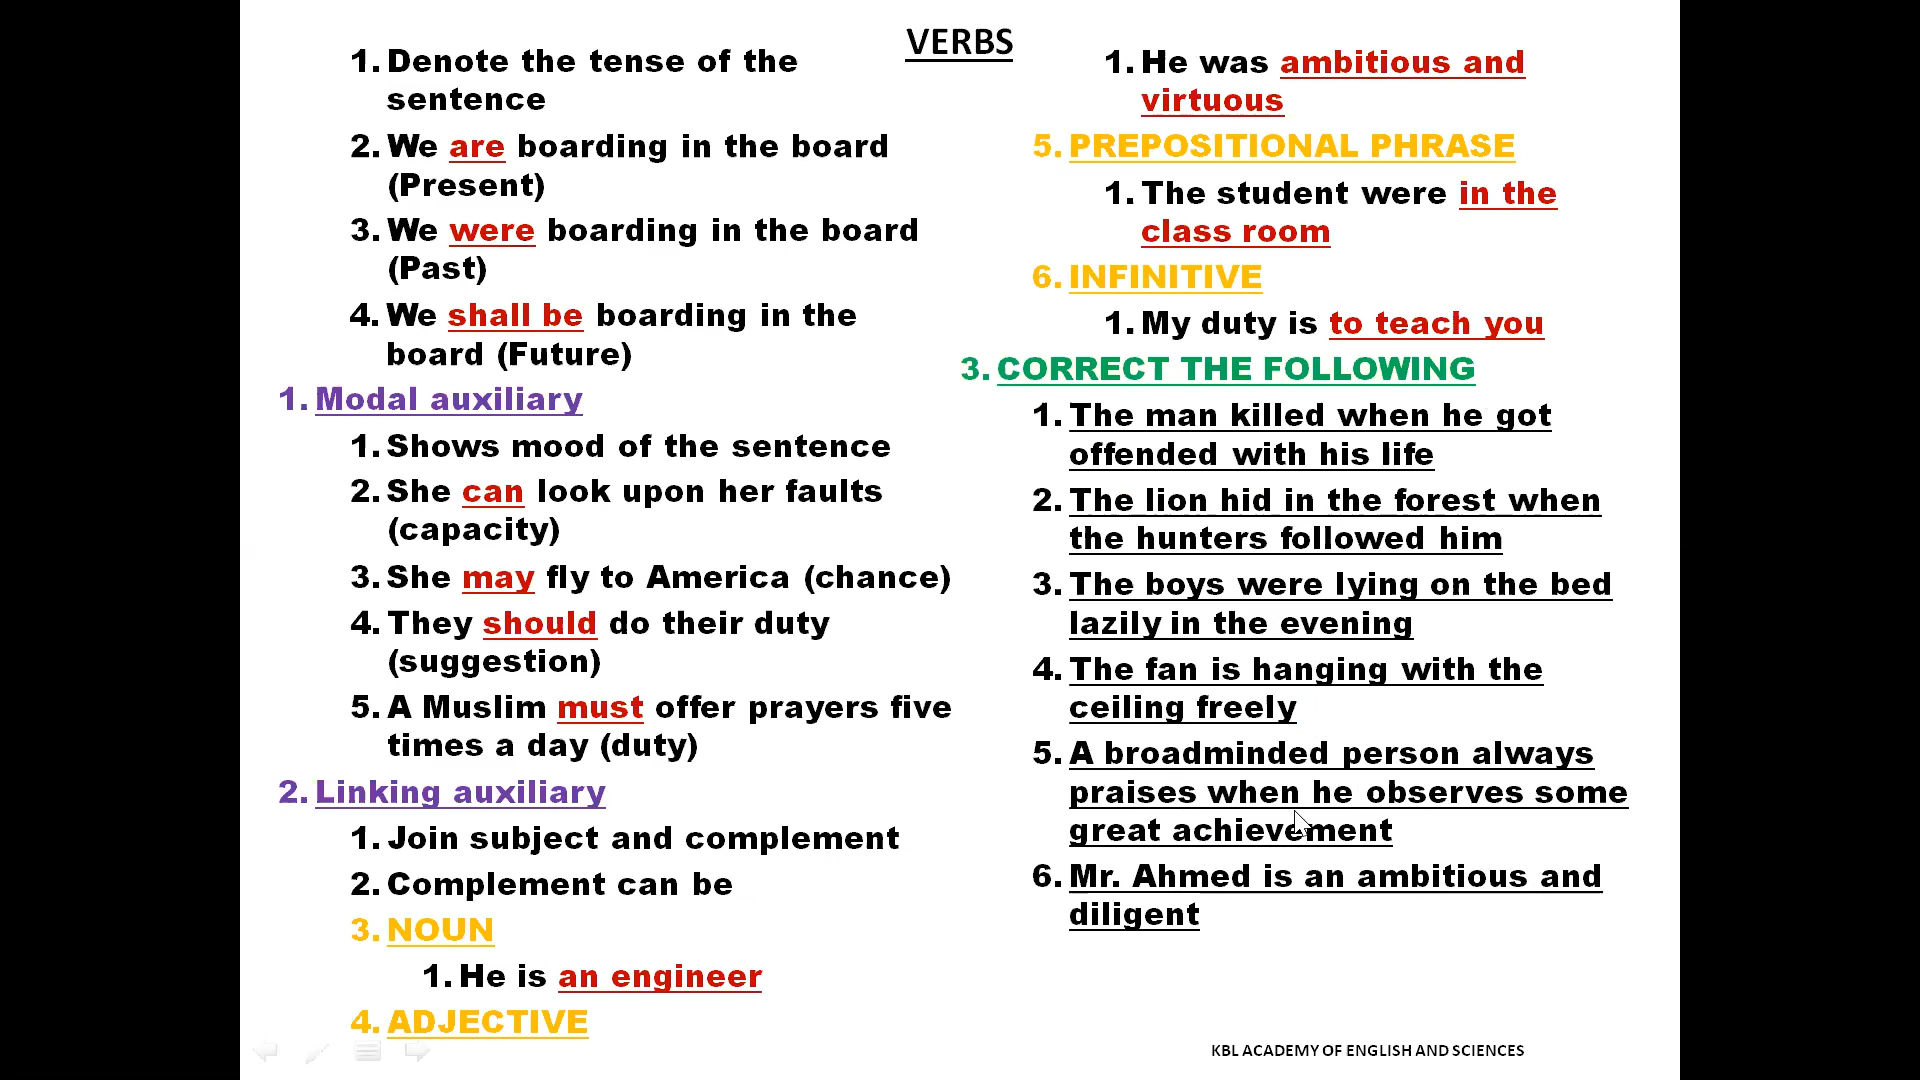 VERBS
1. Denote the tense of the
sentence
2. We are boarding in the board
(Present)
3. We were boarding in the board
(Past)
4. We shall be boarding in the
board (Future)
1. Modal auxiliary
1. Shows mood of the sentence
2. She can look upon her faults
(capacity)
3. She may fly to America (chance)
4. They should do their duty
(suggestion)
5. A Muslim must offer prayers five
times a day (duty)
2. Linking auxiliary
1. Join subject and complement
2. Complement can be
3. NOUN
1. He is an engineer
4. ADJECTIVE
1. He was ambitious and
virtuous
5. PREPOSITIONAL PHRASE
1. The student were in the
class room
6. INFINITIVE
1. My duty is to teach you
3. CORRECT THE FOLLOWING
1. The man killed when he got
offended with his life
2. The lion hid in the forest when
the hunters followed him
3. The boys were lying on the bed
lazily in the evening
4. The fan is hanging with the
ceiling freely
5. A broadminded person always
praises when he observes some
great achievement
6. Mr. Ahmed is an ambitious and
diligent
KBL ACADEMY OF ENGLISH AND SCIENCES